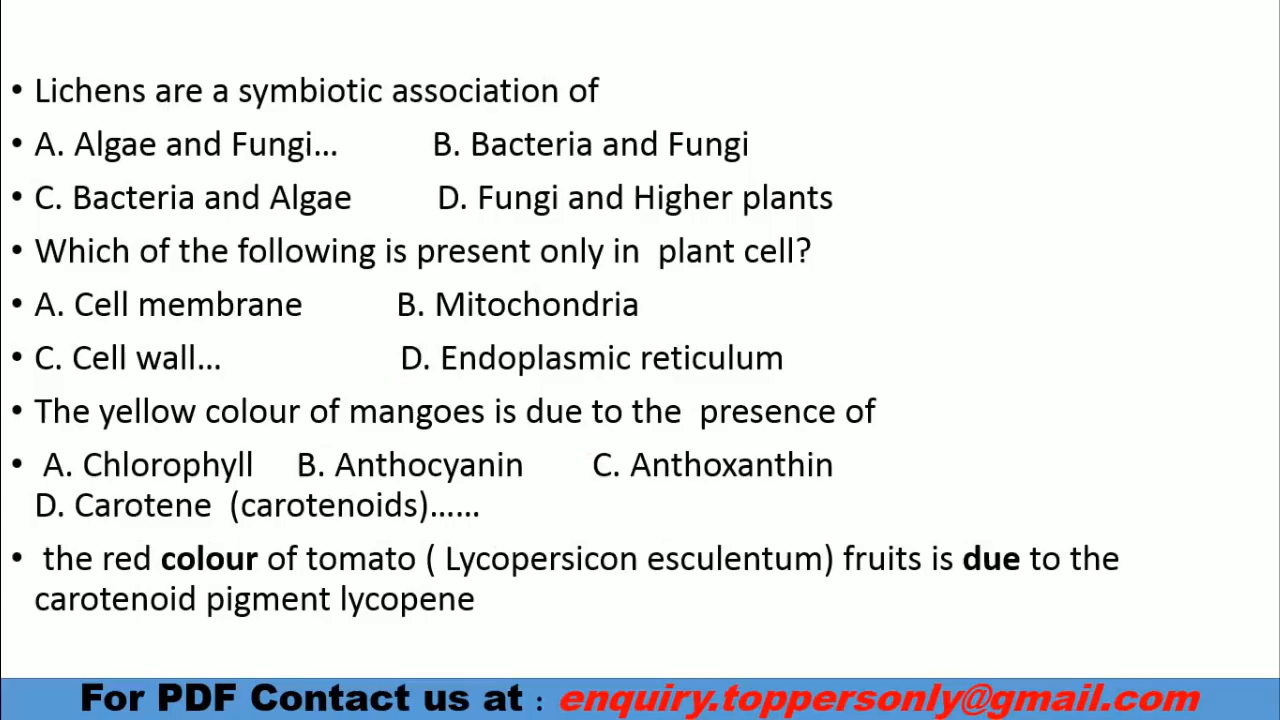 • Lichens are a symbiotic association of
• A. Algae and Fungi... B. Bacteria and Fungi
• C. Bacteria and Algae D. Fungi and Higher plants
• Which of the following is present only in plant cell?
• A. Cell membrane B. Mitochondria
• C. Cell wall... D. Endoplasmic reticulum
• The yellow colour of mangoes is due to the presence of
• A. Chlorophyll B. Anthocyanin C. Anthoxanthin
D. Carotene (carotenoids)......
• the red colour of tomato ( Lycopersicon esculentum) fruits is due to the
carotenoid pigment lycopene
For PDF Contact us at : enquiry.toppersonly@gmail.com